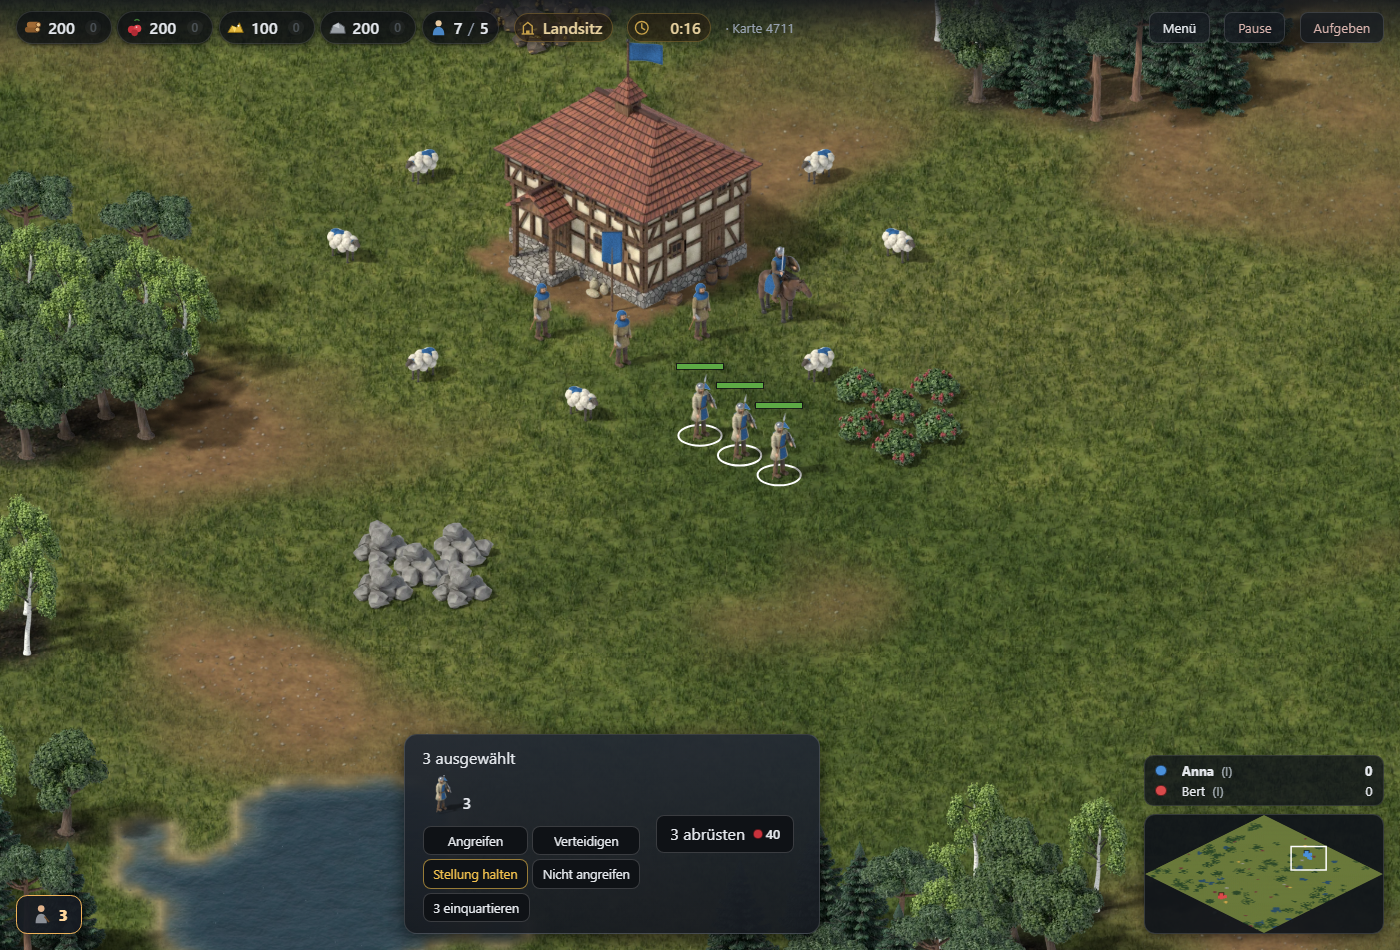 200 0 200 0 100 0 200 0 7 / 5 Landsitz 0:16 · Karte 4711 Menü Pause Aufgeben
3 ausgewählt
3
Angreifen Verteidigen 3 abrüsten 40
Stellung halten Nicht angreifen
3 einquartieren
Anna (I) 0
Bert (I) 0
3